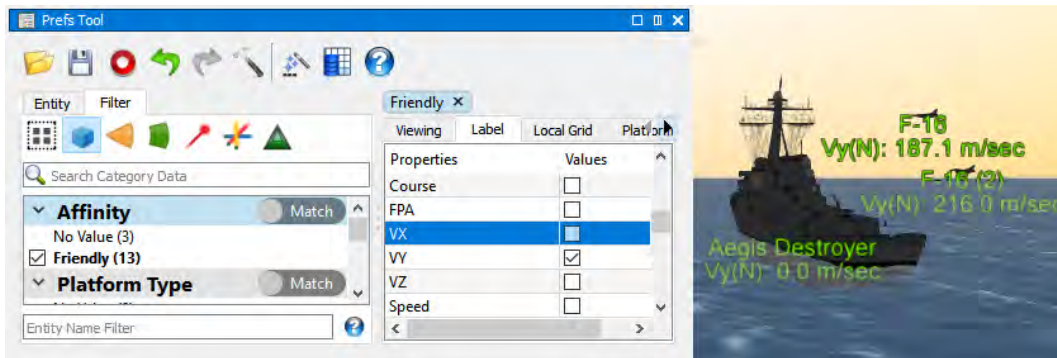 Prefs Tool
Entity
Filter
Search Category Data
Affinity
Match
No Value (3)
Friendly (13)
Platform Type
Match
Entity Name Filter
Friendly
Viewing
Label
Local Grid
Platform
Properties
Values
Course
FPA
VX
VY
VZ
Speed
F-16
Vy(N): 187.1 m/sec
F-16 (2)
Vy(N): 216.0 m/sec
Aegis Destroyer
Vy(N): 0.0 m/sec